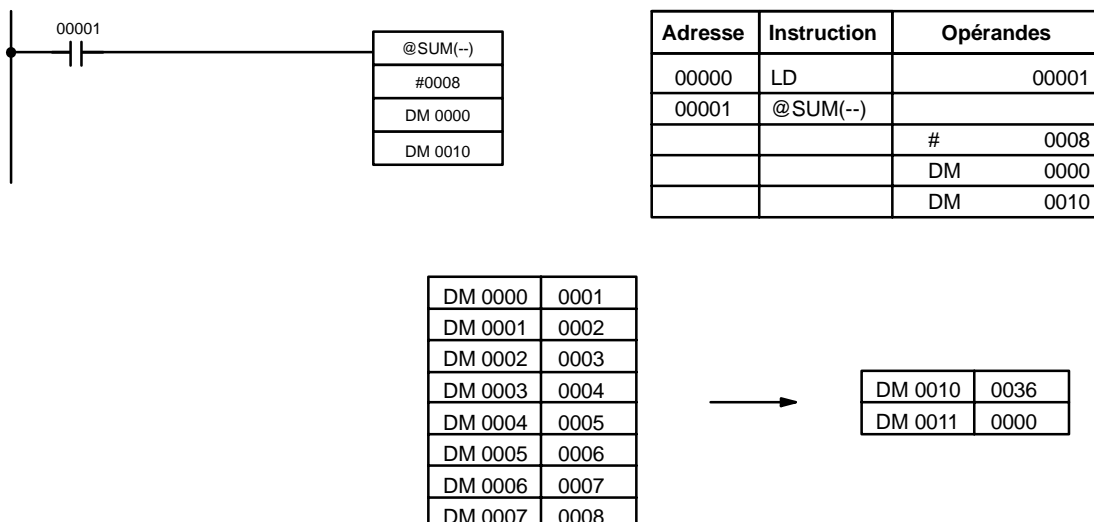 00001
@SUM(--)
#0008
DM 0000
DM 0010
Adresse Instruction Opérandes
00000 LD 00001
00001 @SUM(--)
# 0008
DM 0000
DM 0010
DM 0000 0001
DM 0001 0002
DM 0002 0003
DM 0003 0004
DM 0004 0005
DM 0005 0006
DM 0006 0007
DM 0007 0008
DM 0010 0036
DM 0011 0000